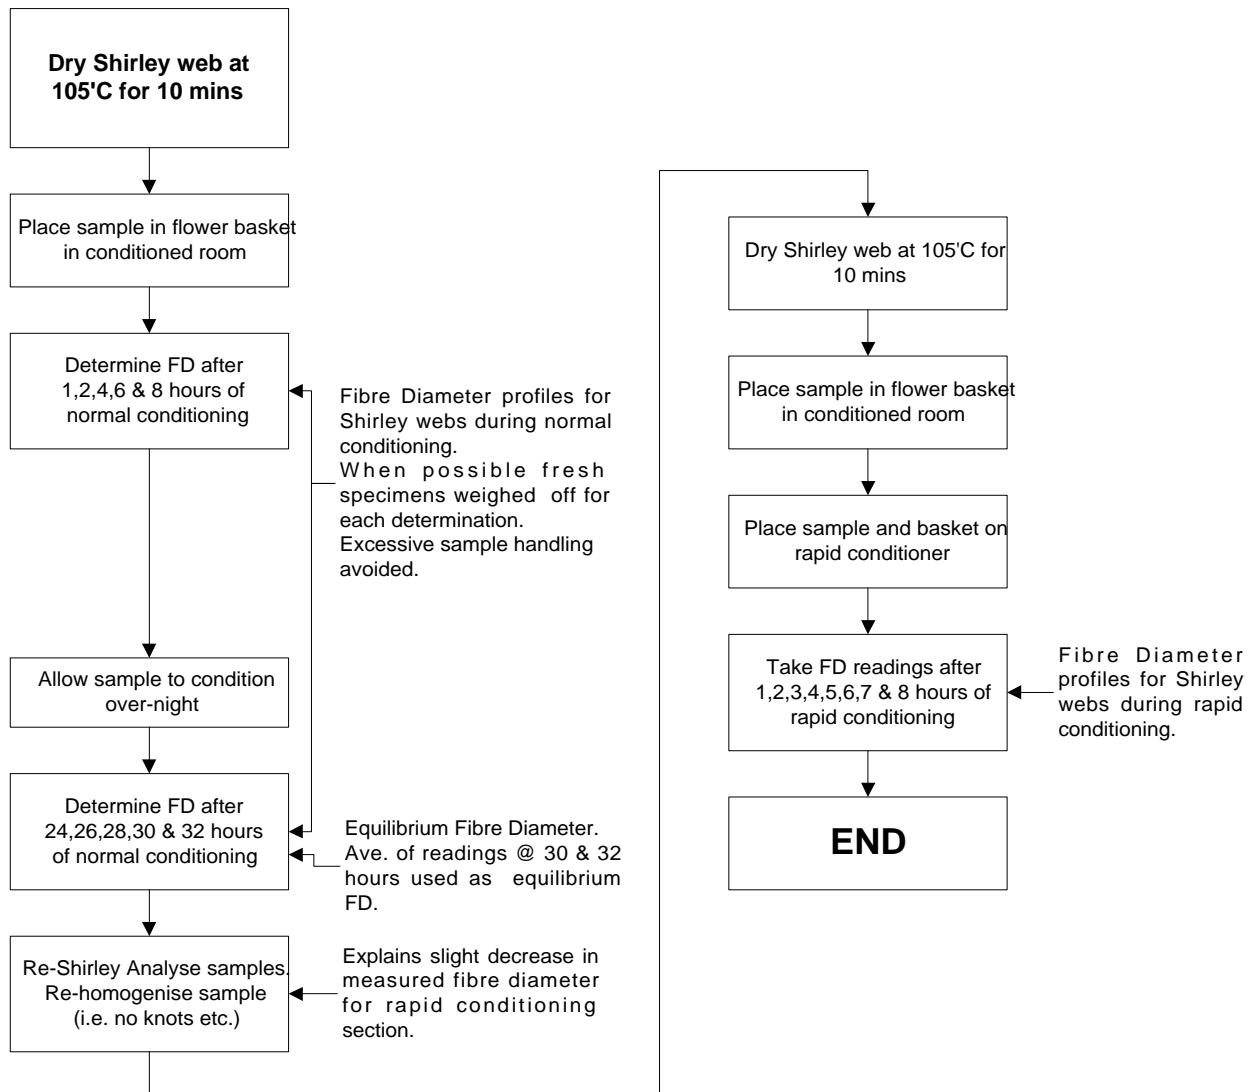 Dry Shirley web at
105'C for 10 mins
Place sample in flower basket
in conditioned room
Determine FD after
1,2,4,6 & 8 hours of
normal conditioning
Fibre Diameter profiles for
Shirley webs during normal
conditioning.
When possible fresh
specimens weighed off for
each determination.
Excessive sample handling
avoided.
Allow sample to condition
over-night
Determine FD after
24,26,28,30 & 32 hours
of normal conditioning
Equilibrium Fibre Diameter.
Ave. of readings @ 30 & 32
hours used as equilibrium
FD.
Re-Shirley Analyse samples.
Re-homogenise sample
(i.e. no knots etc.)
Explains slight decrease in
measured fibre diameter
for rapid conditioning
section.
Dry Shirley web at 105'C for
10 mins
Place sample in flower basket
in conditioned room
Place sample and basket on
rapid conditioner
Take FD readings after
1,2,3,4,5,6,7 & 8 hours of
rapid conditioning
Fibre Diameter
profiles for Shirley
webs during rapid
conditioning.
END